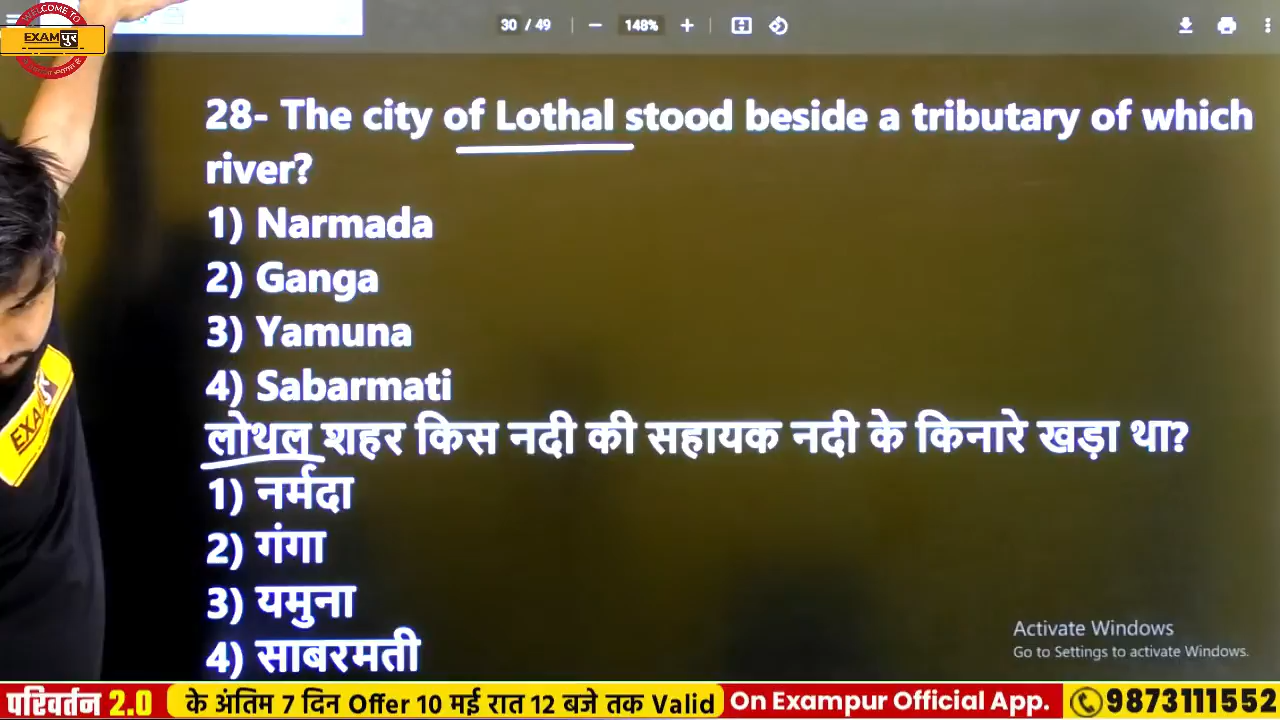 WELCOME TO
EXAMपुर
30 / 49
148%
28- The city of Lothal stood beside a tributary of which
river?
1) Narmada
2) Ganga
3) Yamuna
4) Sabarmati
लोथल शहर किस नदी की सहायक नदी के किनारे खड़ा था?
1) नर्मदा
2) गंगा
3) यमुना
4) साबरमती
EXAM
Activate Windows
Go to Settings to activate Windows.
परिवर्तन 2.0 के अंतिम 7 दिन Offer 10 मई रात 12 बजे तक Valid On Exampur Official App. 9873111552